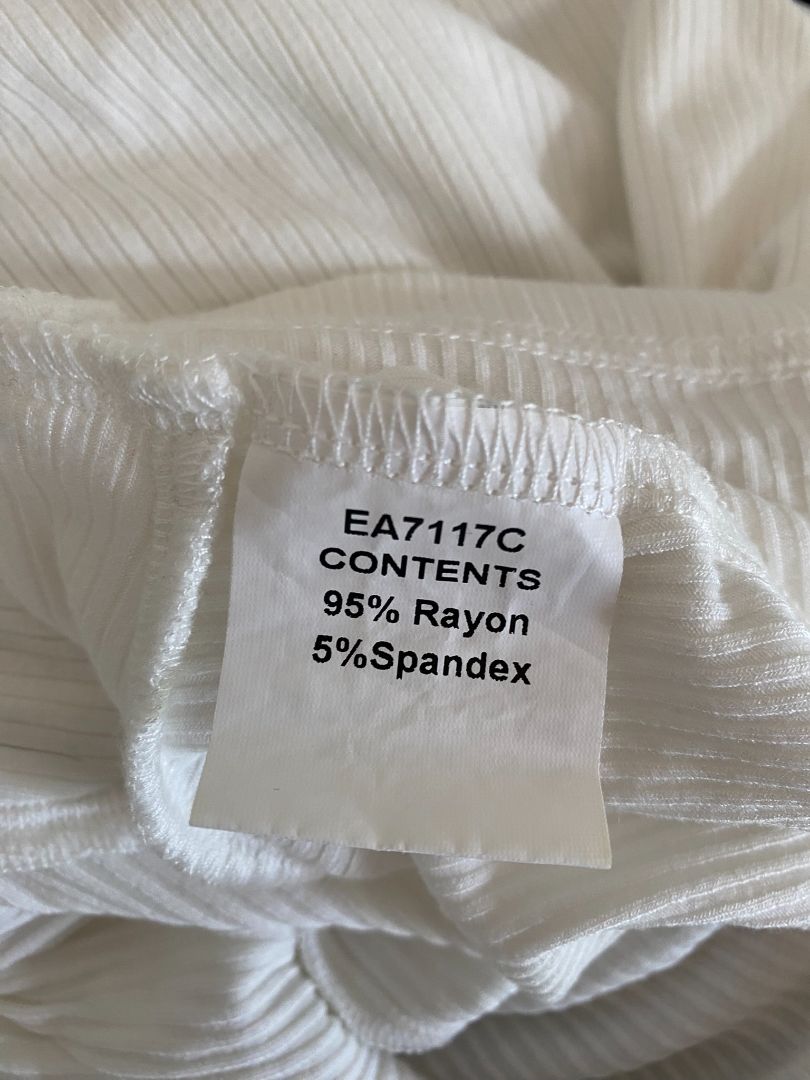 EA7117C
CONTENTS
95% Rayon
5%Spandex